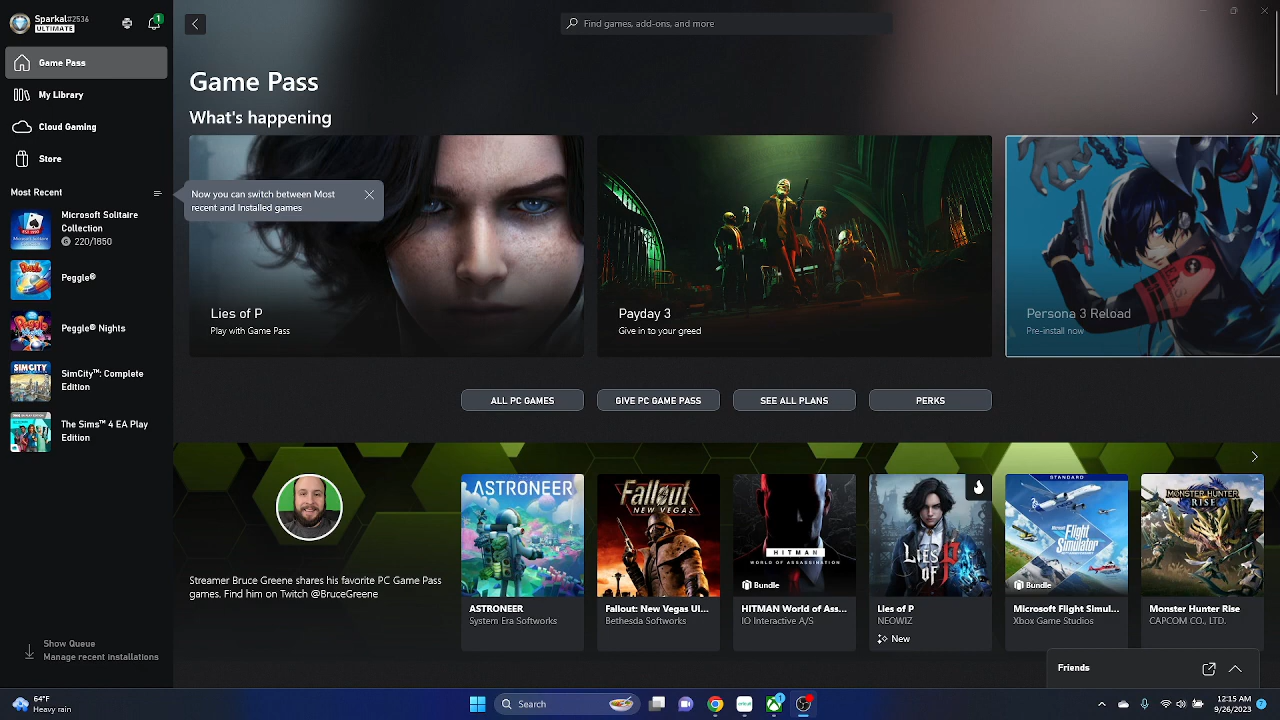 Sparkal#2536
ULTIMATE
1
Find games, add-ons, and more
Game Pass
My Library
Cloud Gaming
Store
Most Recent
Microsoft Solitaire
Collection
220/1850
Peggle®
Peggle® Nights
SimCity™: Complete
Edition
The Sims™ 4 EA Play
Edition
Show Queue
Manage recent installations
Game Pass
What's happening
Now you can switch between Most
recent and Installed games
Lies of P
Play with Game Pass
Payday 3
Give in to your greed
Persona 3 Reload
Pre-install now
ALL PC GAMES
GIVE PC GAME PASS
SEE ALL PLANS
PERKS
Streamer Bruce Greene shares his favorite PC Game Pass
games. Find him on Twitch @BruceGreene
ASTRONEER
ASTRONEER
System Era Softworks
Fallout
NEW VEGAS
Fallout: New Vegas Ul...
Bethesda Softworks
HITMAN
WORLD OF ASSASSINATION
Bundle
HITMAN World of Ass...
IO Interactive A/S
LIES OF P
Lies of P
NEOWIZ
New
STANDARD
Microsoft
Flight
Simulator
Bundle
Microsoft Flight Simul...
Xbox Game Studios
MONSTER HUNTER
RISE
Monster Hunter Rise
CAPCOM CO., LTD.
Friends
64°F
Heavy rain
Search
cricut
1
12:15 AM
9/26/2023
7